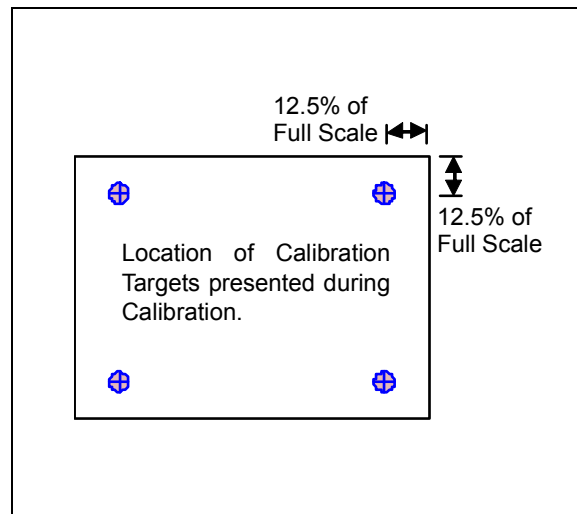 12.5% of
Full Scale
12.5% of
Full Scale
Location of Calibration
Targets presented during
Calibration.